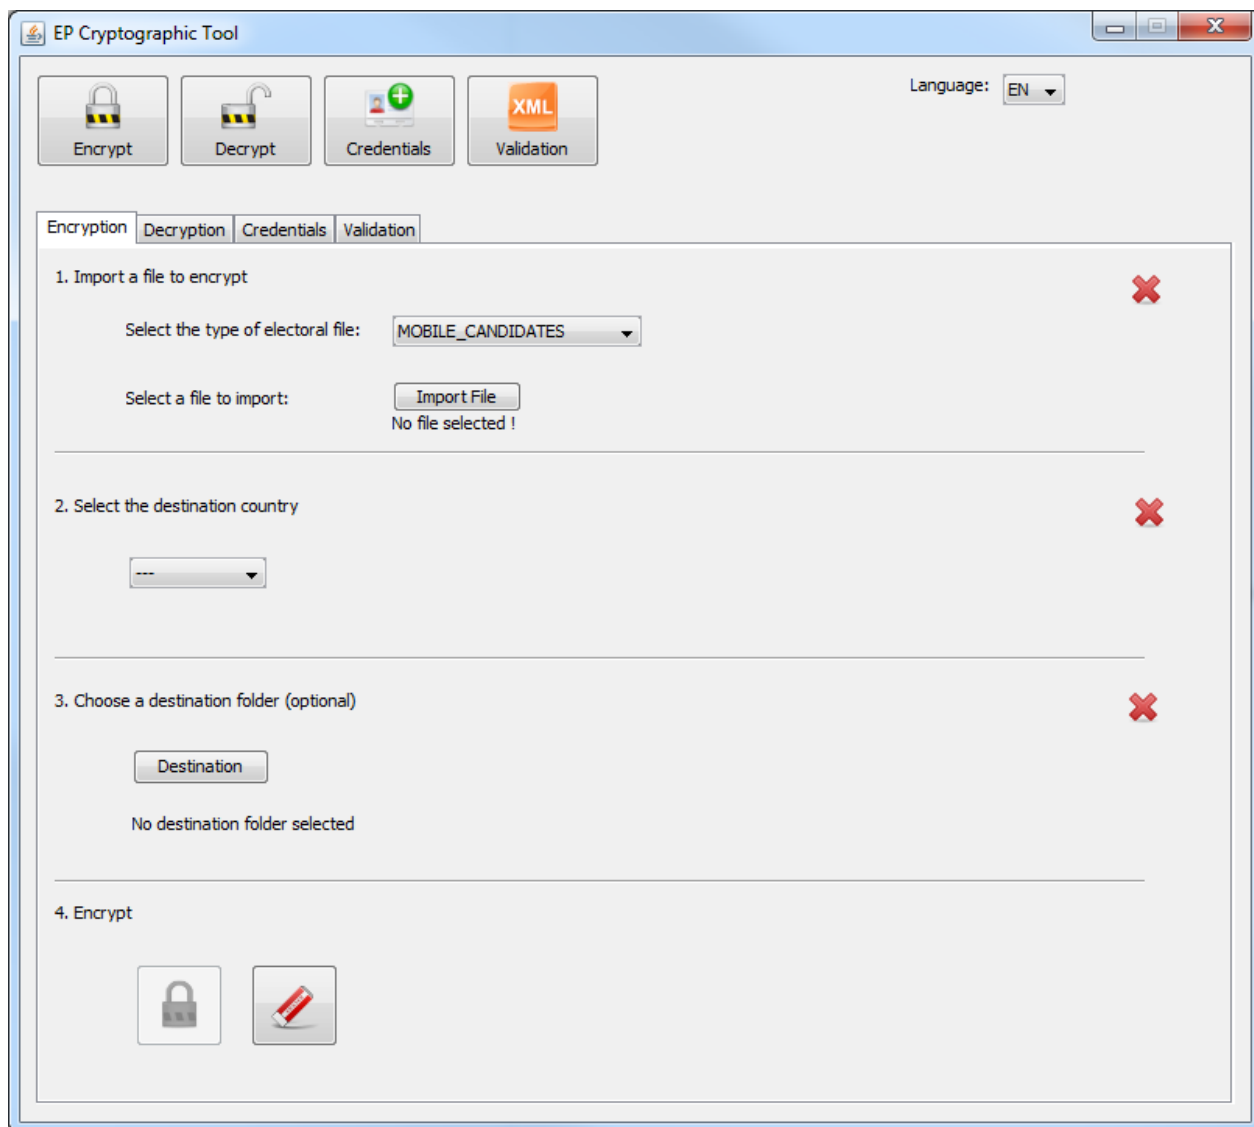 EP Cryptographic Tool
Encrypt
Decrypt
Credentials
XML
Validation
Language:
EN
Encryption
Decryption
Credentials
Validation
1. Import a file to encrypt
Select the type of electoral file:
MOBILE_CANDIDATES
Select a file to import:
Import File
No file selected !
2. Select the destination country
---
3. Choose a destination folder (optional)
Destination
No destination folder selected
4. Encrypt